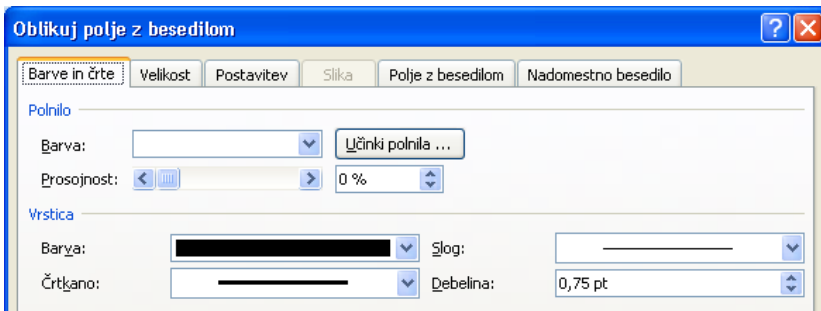 Oblikuj polje z besedilom
Barve in črte Velikost Postavitev Slika Polje z besedilom Nadomestno besedilo
Polnilo
Barva: Učinki polnila ...
Prosojnost: 0 %
Vrstica
Barva: Slog:
Črtkano: Debelina: 0,75 pt